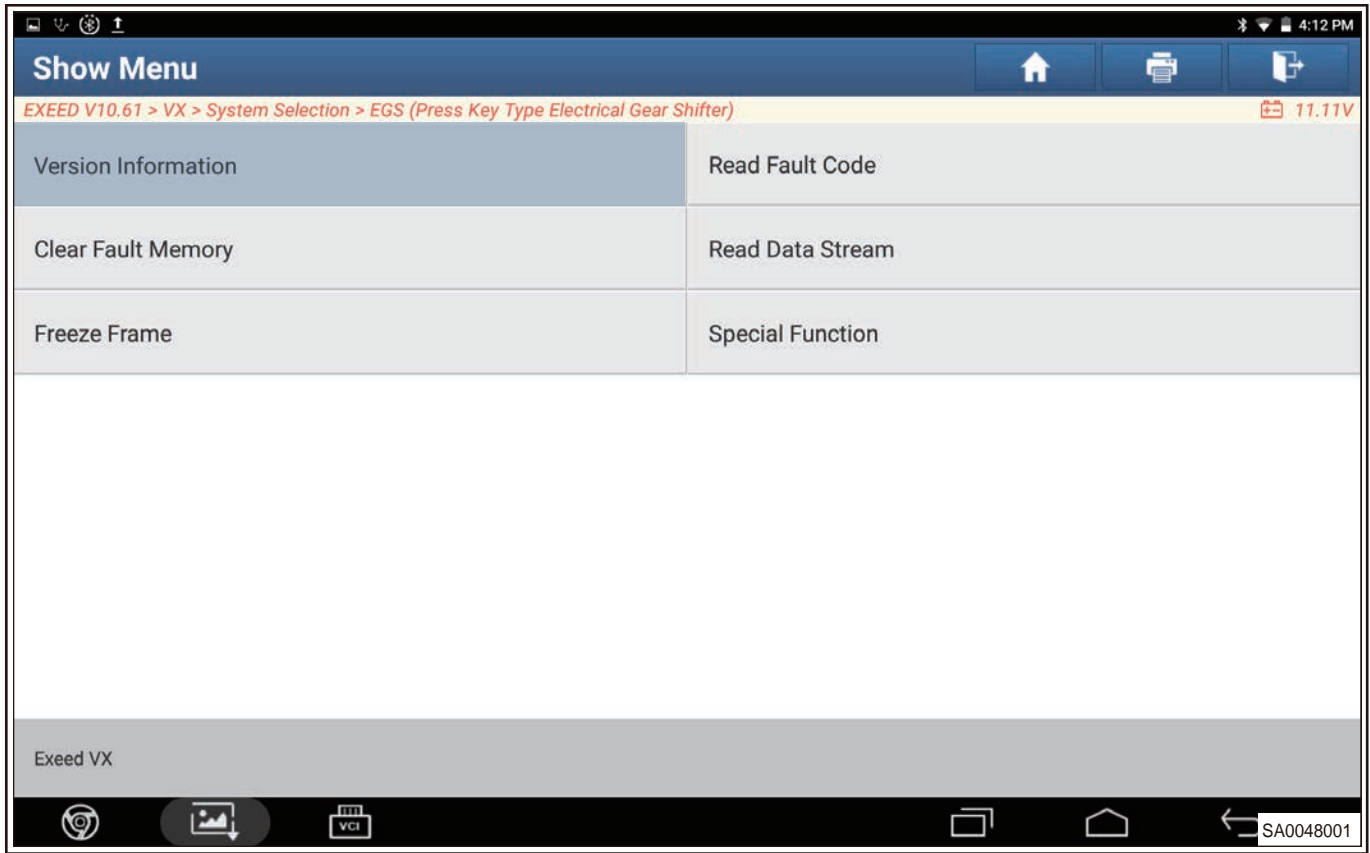 4:12 PM
Show Menu
EXEED V10.61 > VX > System Selection > EGS (Press Key Type Electrical Gear Shifter)
11.11V
Version Information
Read Fault Code
Clear Fault Memory
Read Data Stream
Freeze Frame
Special Function
Exeed VX
VCI
SA0048001